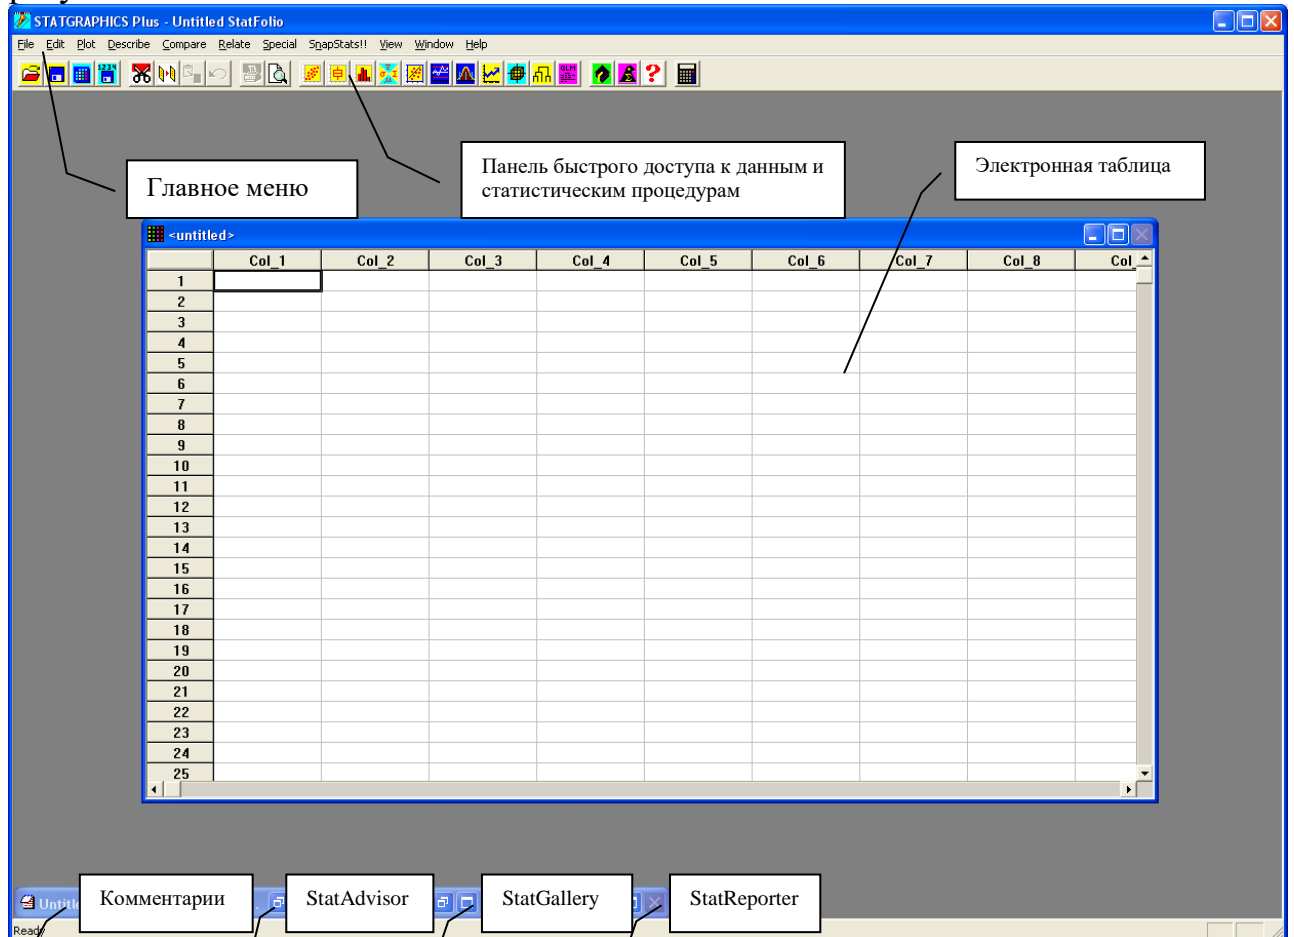 STATGRAPHICS Plus - Untitled StatFolio
File Edit Plot Describe Compare Relate Special SnapStats!! View Window Help
1234
GLM
Панель быстрого доступа к данным и
статистическим процедурам
Электронная таблица
Главное меню
<untitled>
Col_1 Col_2 Col_3 Col_4 Col_5 Col_6 Col_7 Col_8 Col_
1
2
3
4
5
6
7
8
9
10
11
12
13
14
15
16
17
18
19
20
21
22
23
24
25
Комментарии
StatAdvisor
StatGallery
StatReporter
Ready